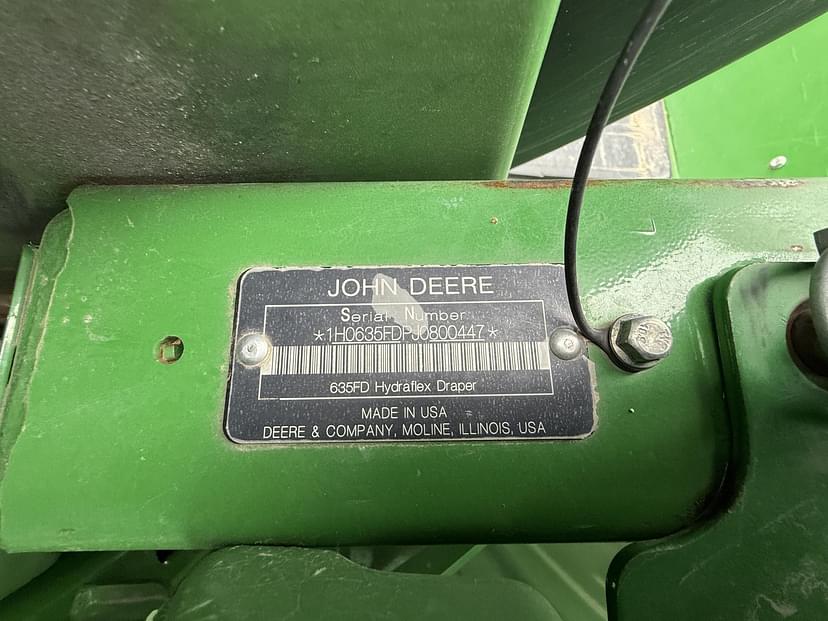 JOHN DEERE
Serial Number
*1H0635FDPJ0800447*
635FD Hydraflex Draper
MADE IN USA
DEERE & COMPANY, MOLINE, ILLINOIS, USA